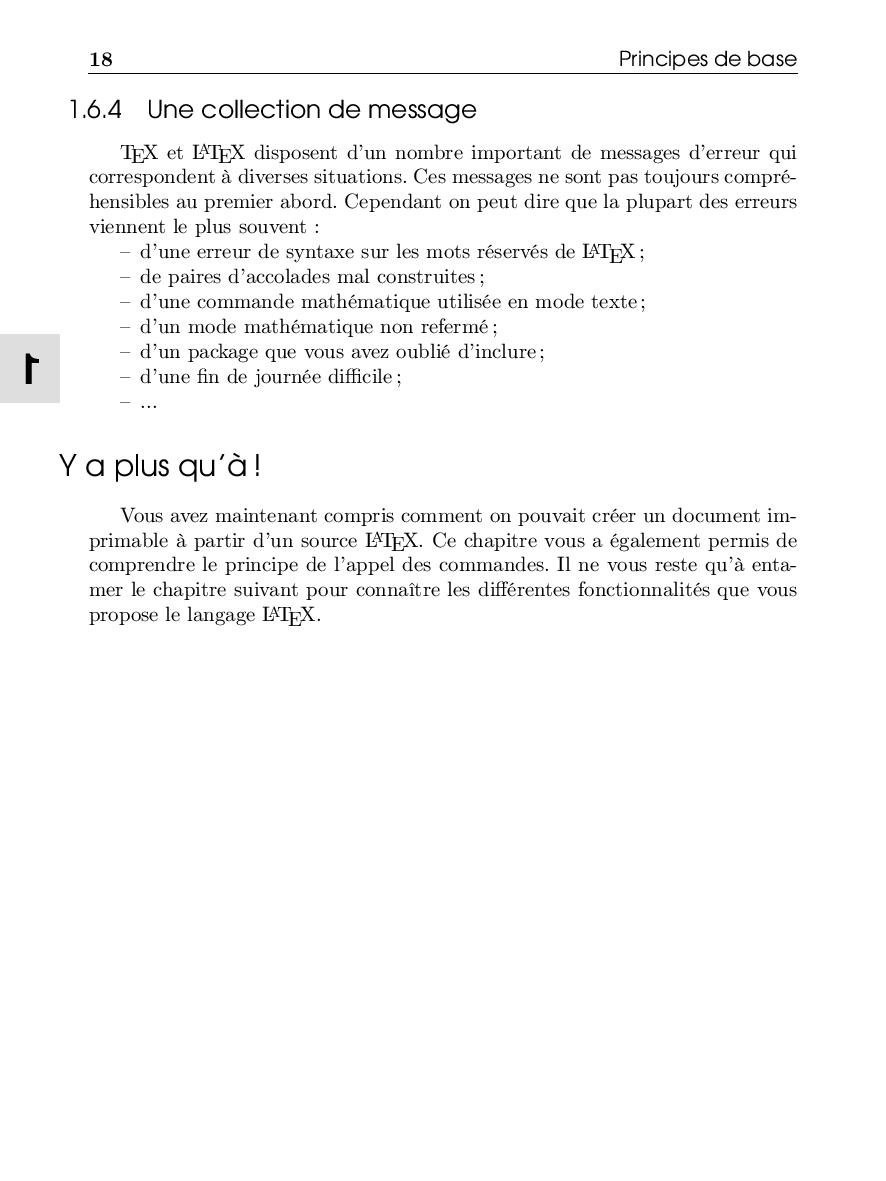 18 Principes de base
1.6.4 Une collection de message
TEX et LATEX disposent d'un nombre important de messages d'erreur qui
correspondent à diverses situations. Ces messages ne sont pas toujours compré-
hensibles au premier abord. Cependant on peut dire que la plupart des erreurs
viennent le plus souvent :
– d'une erreur de syntaxe sur les mots réservés de LATEX ;
– de paires d'accolades mal construites ;
– d'une commande mathématique utilisée en mode texte ;
– d'un mode mathématique non refermé ;
– d'un package que vous avez oublié d'inclure ;
– d'une fin de journée difficile ;
– ...
1
Y a plus qu'à !
Vous avez maintenant compris comment on pouvait créer un document im-
primable à partir d'un source LATEX. Ce chapitre vous a également permis de
comprendre le principe de l'appel des commandes. Il ne vous reste qu'à enta-
mer le chapitre suivant pour connaître les différentes fonctionnalités que vous
propose le langage LATEX.